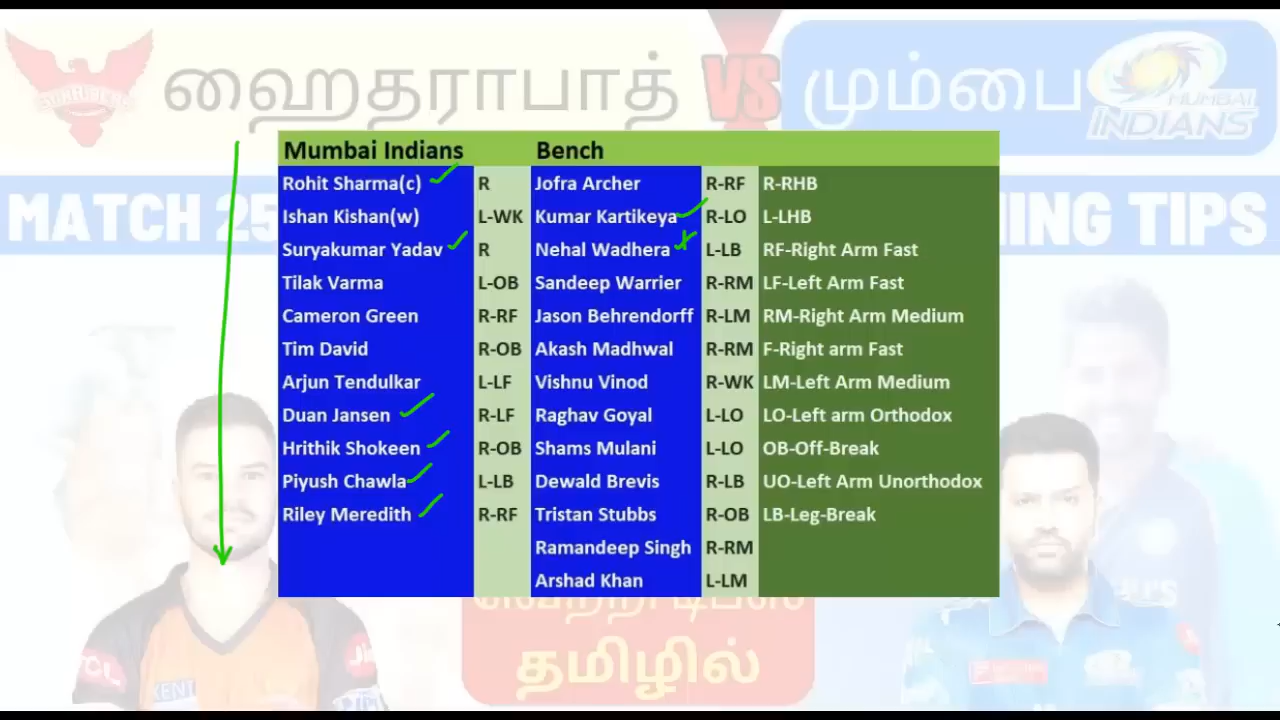 ஹைதராபாத் VS மும்பை
SUNRISERS
MUMBAI
INDIANS
MATCH 25
NING TIPS
Mumbai Indians Bench
Rohit Sharma(c) R Jofra Archer R-RF R-RHB
Ishan Kishan(w) L-WK Kumar Kartikeya R-LO L-LHB
Suryakumar Yadav R Nehal Wadhera L-LB RF-Right Arm Fast
Tilak Varma L-OB Sandeep Warrier R-RM LF-Left Arm Fast
Cameron Green R-RF Jason Behrendorff R-LM RM-Right Arm Medium
Tim David R-OB Akash Madhwal R-RM F-Right arm Fast
Arjun Tendulkar L-LF Vishnu Vinod R-WK LM-Left Arm Medium
Duan Jansen R-LF Raghav Goyal L-LO LO-Left arm Orthodox
Hrithik Shokeen R-OB Shams Mulani L-LO OB-Off-Break
Piyush Chawla L-LB Dewald Brevis R-LB UO-Left Arm Unorthodox
Riley Meredith R-RF Tristan Stubbs R-OB LB-Leg-Break
Ramandeep Singh R-RM
Arshad Khan L-LM
தமிழில்
KENT